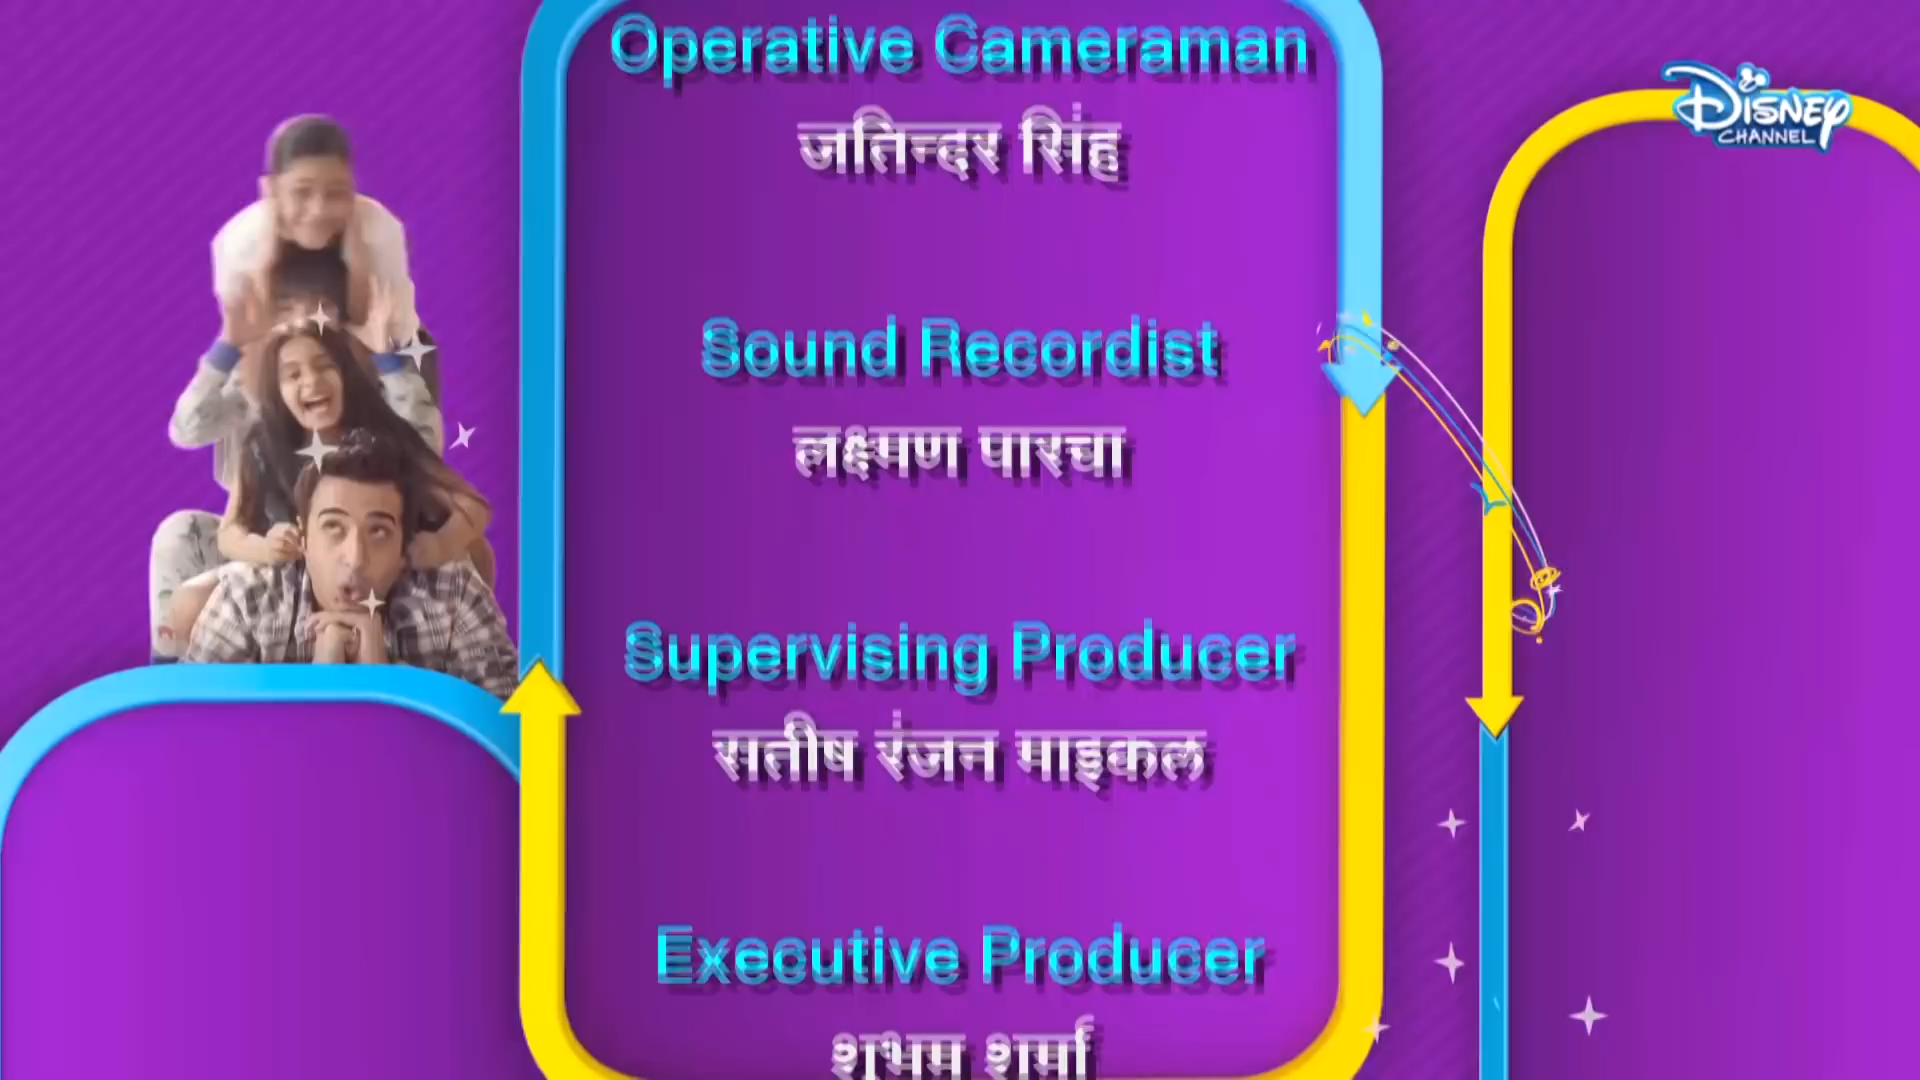 Operative Cameraman
जतिन्दर सिंह
DISNEY
CHANNEL
Sound Recordist
लक्ष्मण पारचा
Supervising Producer
सतीष रंजन माइकल
Executive Producer
शुभम शर्मा